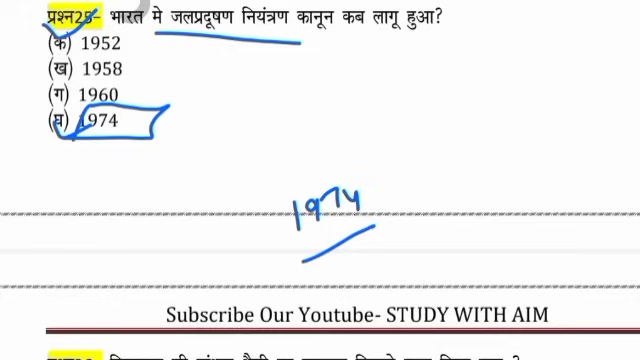 प्रश्न25- भारत मे जलप्रदूषण नियंत्रण कानून कब लागू हुआ?
(क) 1952
(ख) 1958
(ग) 1960
(घ) 1974
1974
Subscribe Our Youtube- STUDY WITH AIM